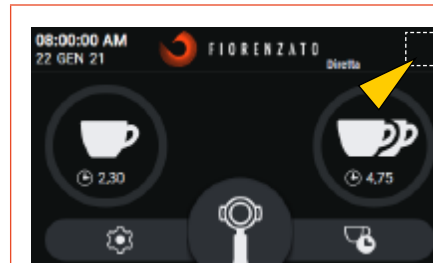 08:00:00 AM
22 GEN 21
FIORENZATO
Diretta
2,30
4,75